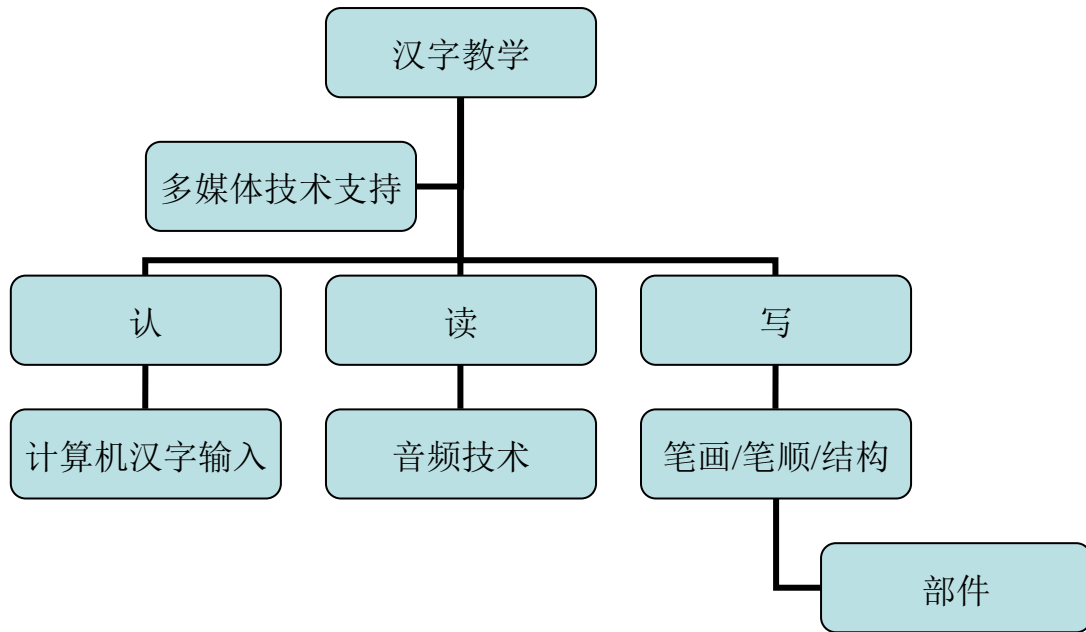 汉字教学
多媒体技术支持
认
读
写
计算机汉字输入
音频技术
笔画/笔顺/结构
部件